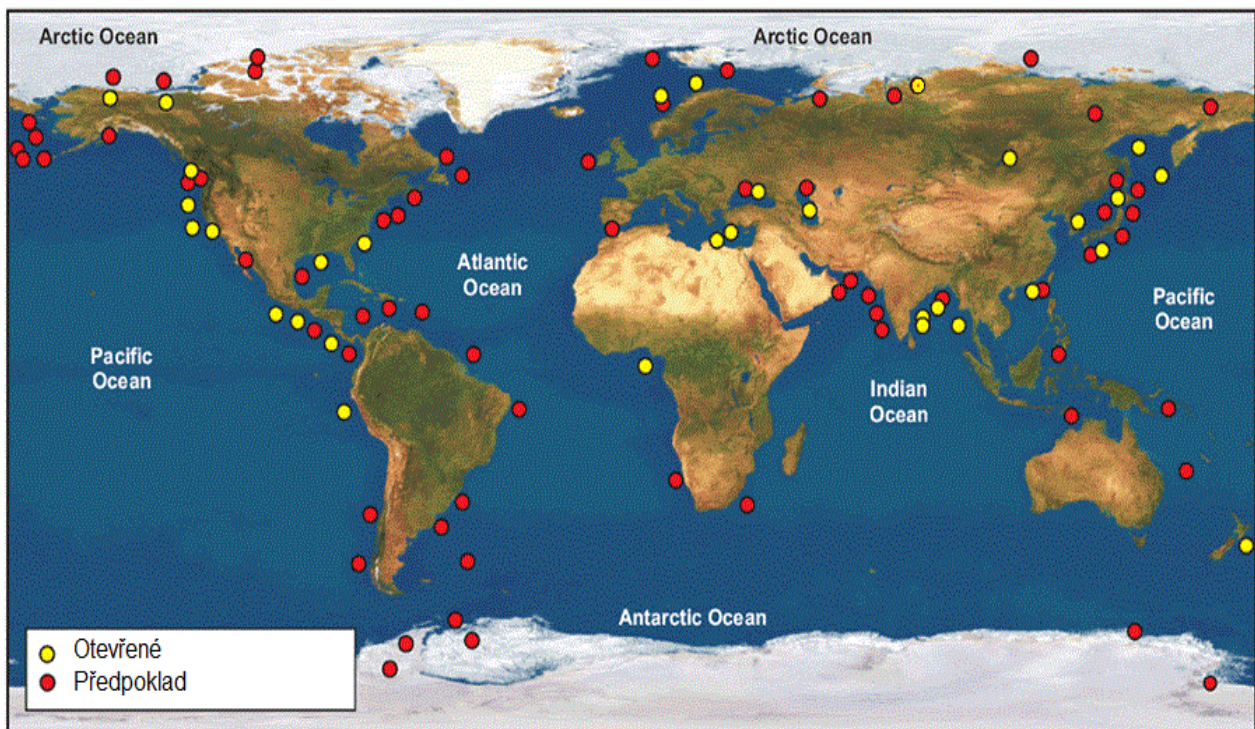 Arctic Ocean
Arctic Ocean
Atlantic
Ocean
Pacific
Ocean
Pacific
Ocean
Indian
Ocean
Antarctic Ocean
Otevřené
Předpoklad